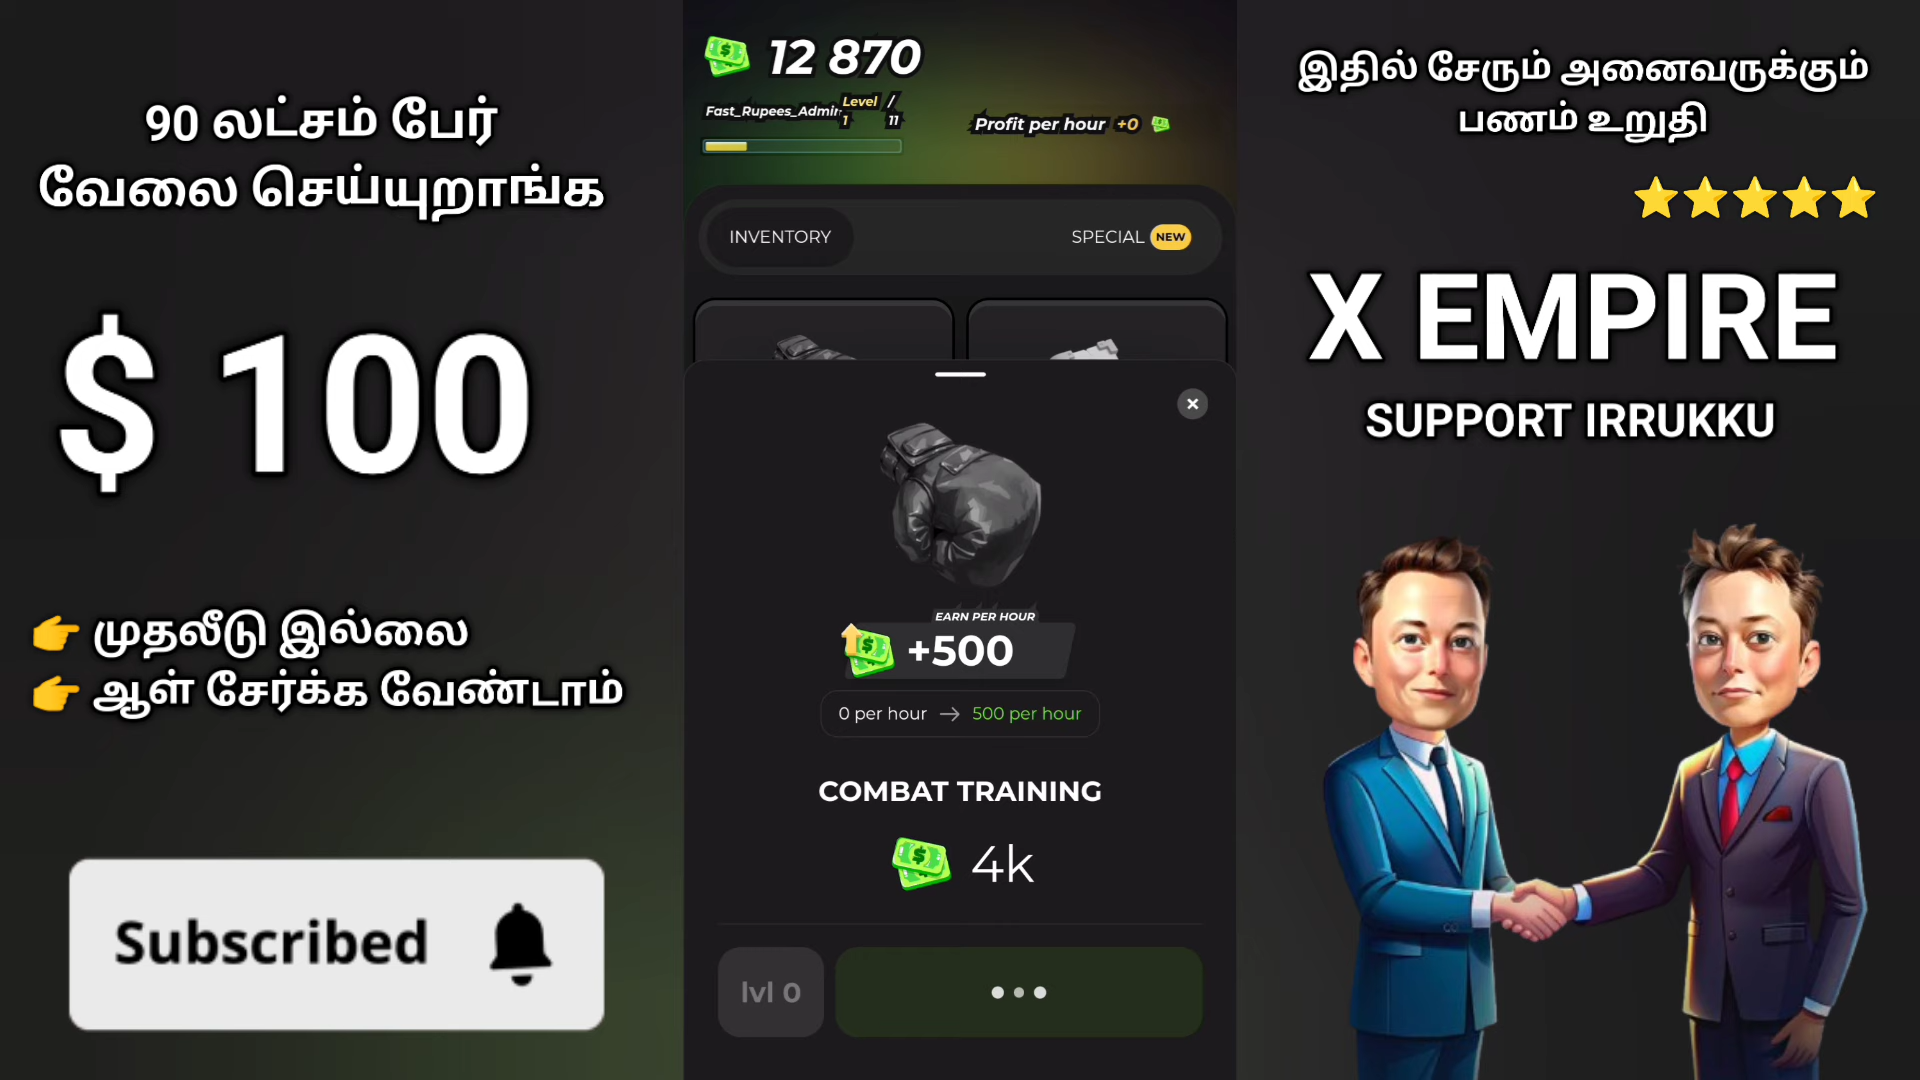 90 லட்சம் பேர்
வேலை செய்யுறாங்க
$ 100
👉 முதலீடு இல்லை
👉 ஆள் சேர்க்க வேண்டாம்
Subscribed
12 870
Fast_Rupees_Admin
Level /
1 11
Profit per hour +0
INVENTORY
SPECIAL NEW
EARN PER HOUR
+500
0 per hour → 500 per hour
COMBAT TRAINING
4k
lvl 0
இதில் சேரும் அனைவருக்கும்
பணம் உறுதி
X EMPIRE
SUPPORT IRRUKKU